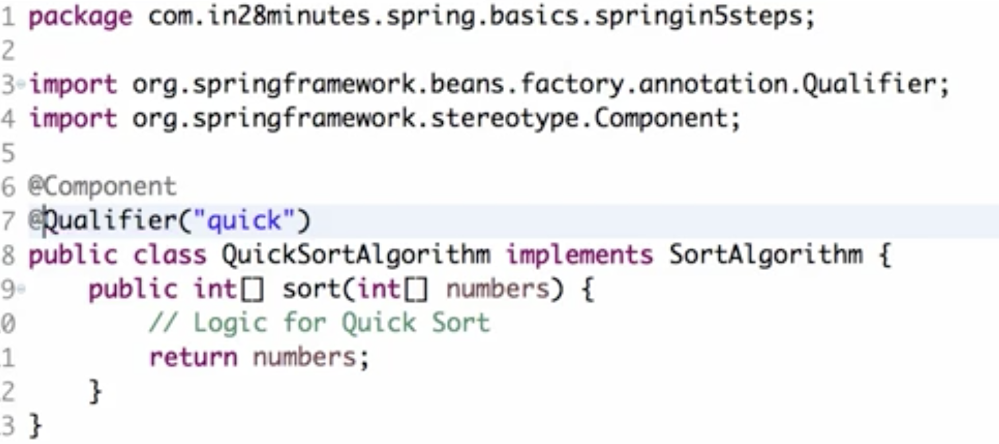 1 package com.in28minutes.spring.basics.springin5steps;
2
3 import org.springframework.beans.factory.annotation.Qualifier;
4 import org.springframework.stereotype.Component;
5
6 @Component
7 @Qualifier("quick")
8 public class QuickSortAlgorithm implements SortAlgorithm {
9     public int[] sort(int[] numbers) {
0         // Logic for Quick Sort
1         return numbers;
2     }
3 }